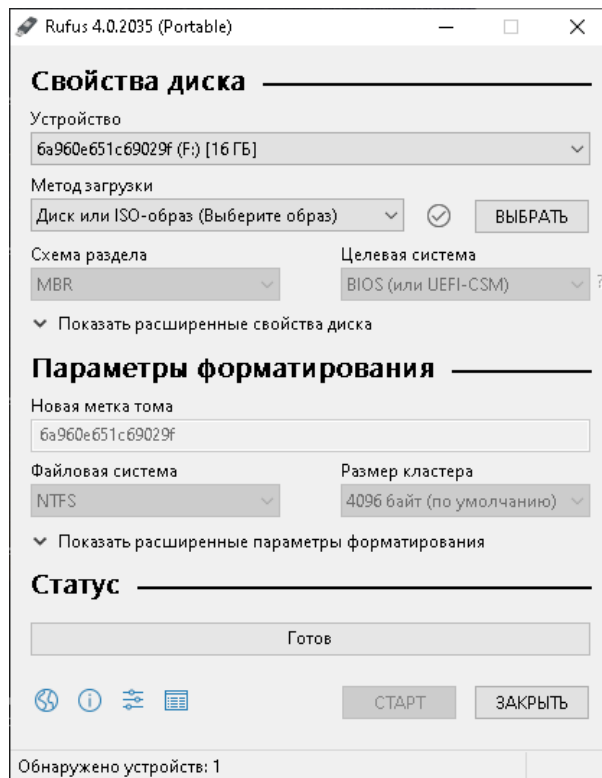 Rufus 4.0.2035 (Portable)
Свойства диска
Устройство
6a960e651c69029f (F:) [16 ГБ]
Метод загрузки
Диск или ISO-образ (Выберите образ)
ВЫБРАТЬ
Схема раздела
Целевая система
MBR
BIOS (или UEFI-CSM)
?
Показать расширенные свойства диска
Параметры форматирования
Новая метка тома
6a960e651c69029f
Файловая система
Размер кластера
NTFS
4096 байт (по умолчанию)
Показать расширенные параметры форматирования
Статус
Готов
СТАРТ
ЗАКРЫТЬ
Обнаружено устройств: 1